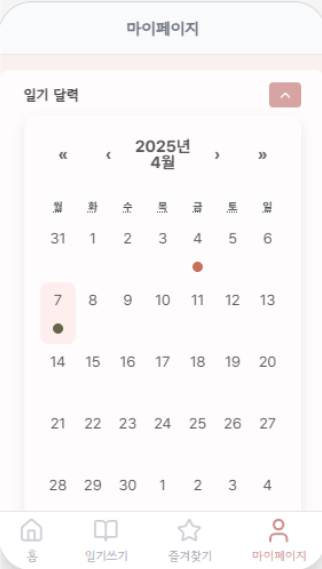 마이페이지
일기 달력
« ‹ 2025년 4월 › »
월 화 수 목 금 토 일
31 1 2 3 4 5 6
7 8 9 10 11 12 13
14 15 16 17 18 19 20
21 22 23 24 25 26 27
28 29 30 1 2 3 4
홈 일기쓰기 즐겨찾기 마이페이지